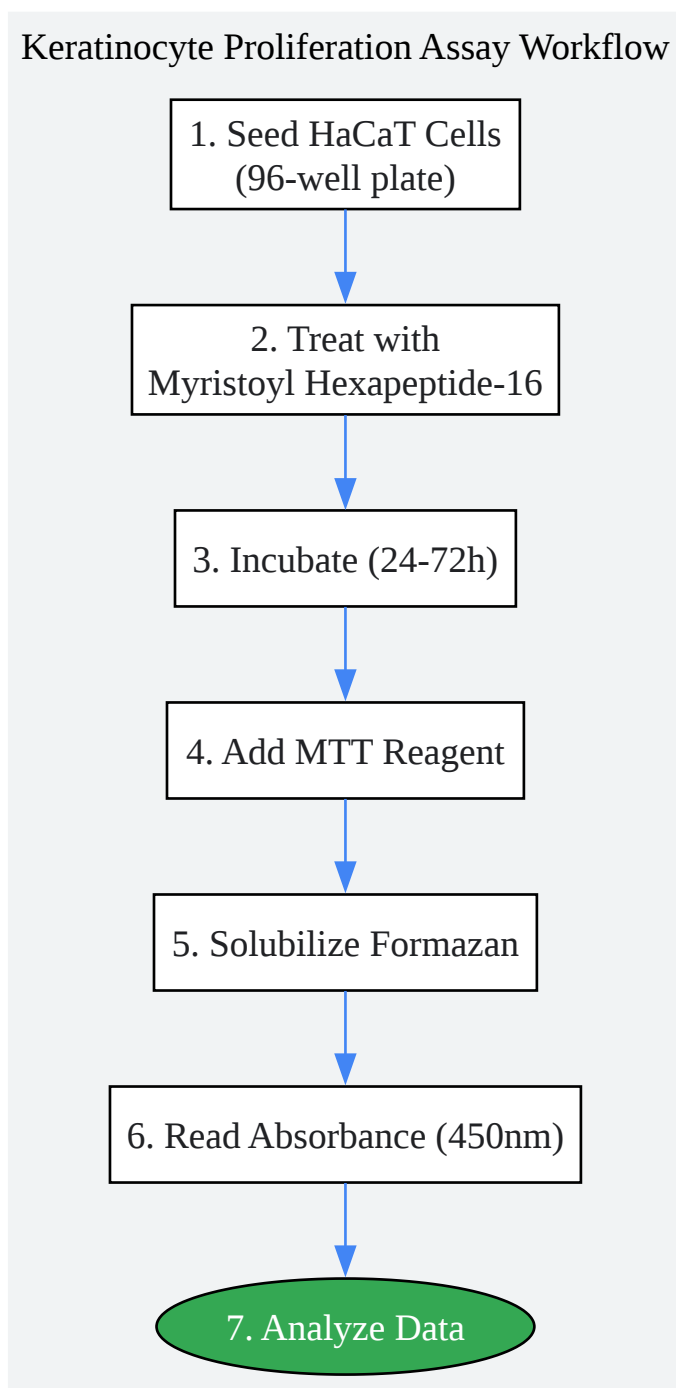 Keratinocyte Proliferation Assay Workflow
1. Seed HaCaT Cells
(96-well plate)
2. Treat with
Myristoyl Hexapeptide-16
3. Incubate (24-72h)
4. Add MTT Reagent
5. Solubilize Formazan
6. Read Absorbance (450nm)
7. Analyze Data